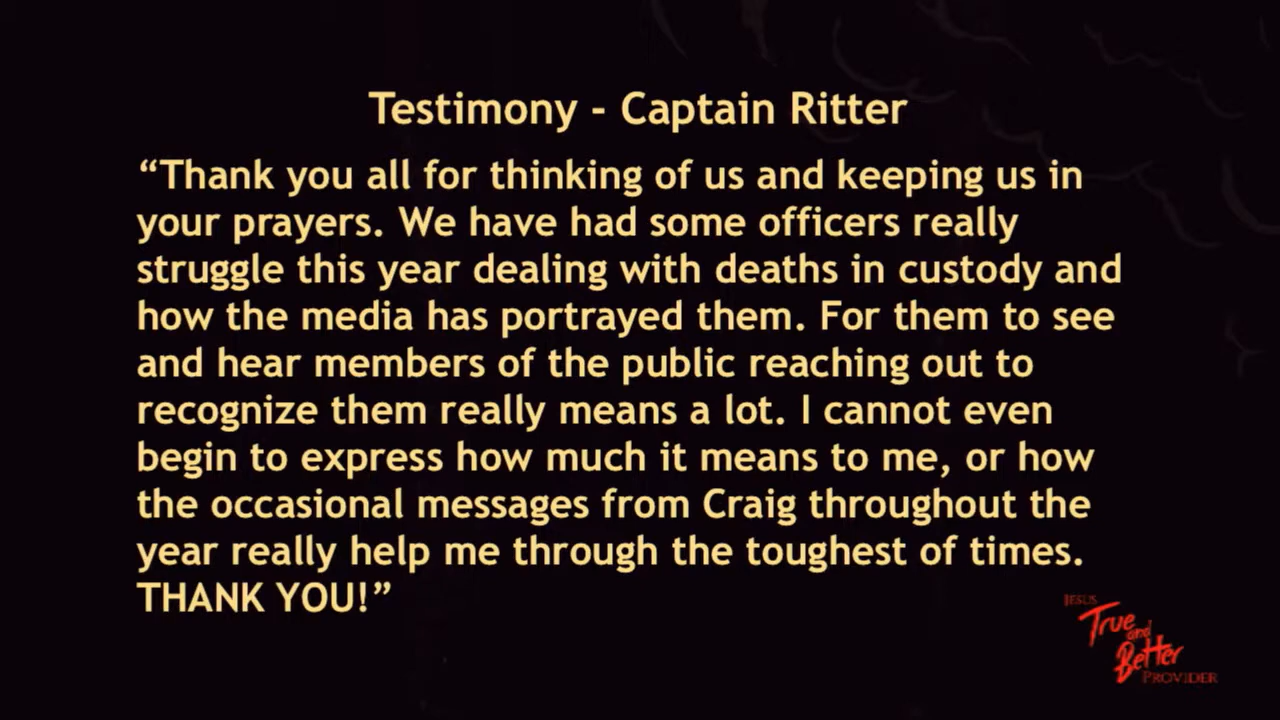 Testimony - Captain Ritter
“Thank you all for thinking of us and keeping us in
your prayers. We have had some officers really
struggle this year dealing with deaths in custody and
how the media has portrayed them. For them to see
and hear members of the public reaching out to
recognize them really means a lot. I cannot even
begin to express how much it means to me, or how
the occasional messages from Craig throughout the
year really help me through the toughest of times.
THANK YOU!”
JESUS
True
and
Better
PROVIDER